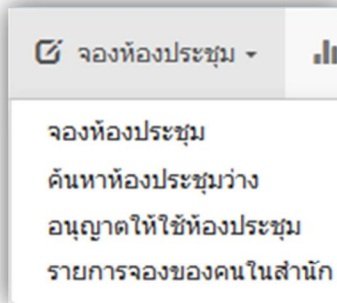 จองห้องประชุม
จองห้องประชุม
ค้นหาห้องประชุมว่าง
อนุญาตให้ใช้ห้องประชุม
รายการจองของคนในสำนัก